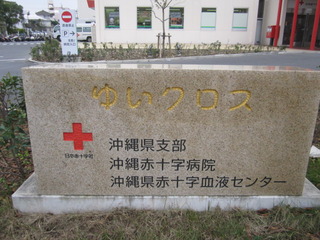 ゆいクロス
日本赤十字社
沖縄県支部
沖縄赤十字病院
沖縄県赤十字血液センター
P